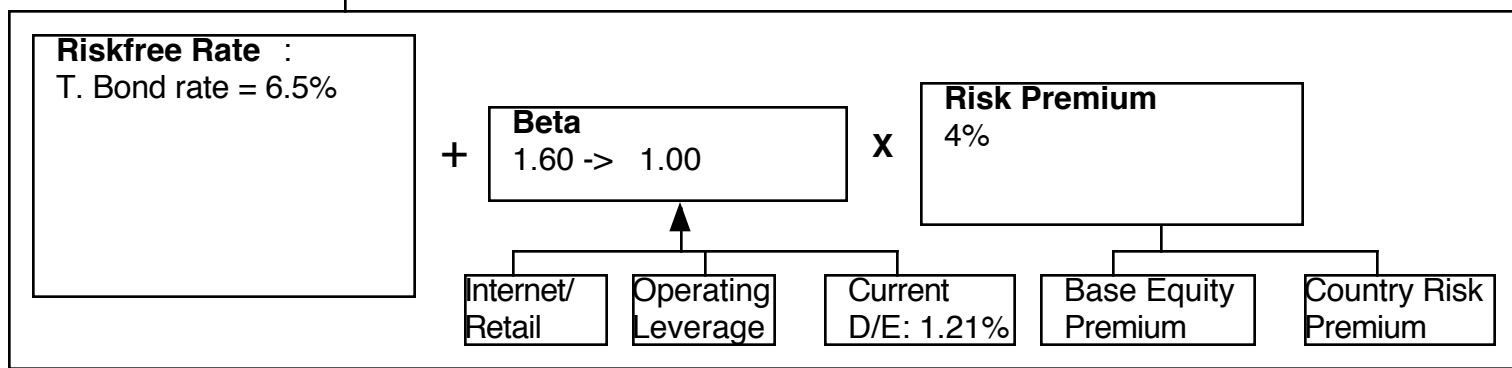 Riskfree Rate :
T. Bond rate = 6.5%
+
Beta
1.60 -> 1.00
X
Risk Premium
4%
Internet/
Retail
Operating
Leverage
Current
D/E: 1.21%
Base Equity
Premium
Country Risk
Premium